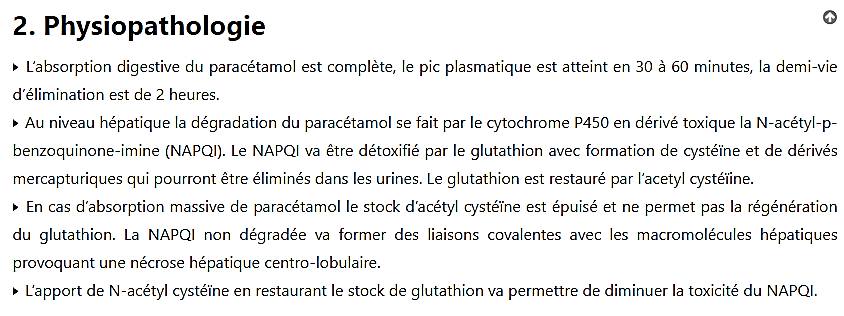 2. Physiopathologie
▸ L'absorption digestive du paracétamol est complète, le pic plasmatique est atteint en 30 à 60 minutes, la demi-vie
d'élimination est de 2 heures.
▸ Au niveau hépatique la dégradation du paracétamol se fait par le cytochrome P450 en dérivé toxique la N-acétyl-p-
benzoquinone-imine (NAPQI). Le NAPQI va être détoxifié par le glutathion avec formation de cystéïne et de dérivés
mercapturiques qui pourront être éliminés dans les urines. Le glutathion est restauré par l'acetyl cystéïine.
▸ En cas d'absorption massive de paracétamol le stock d'acétyl cystéïne est épuisé et ne permet pas la régénération
du glutathion. La NAPQI non dégradée va former des liaisons covalentes avec les macromolécules hépatiques
provoquant une nécrose hépatique centro-lobulaire.
▸ L'apport de N-acétyl cystéïne en restaurant le stock de glutathion va permettre de diminuer la toxicité du NAPQI.